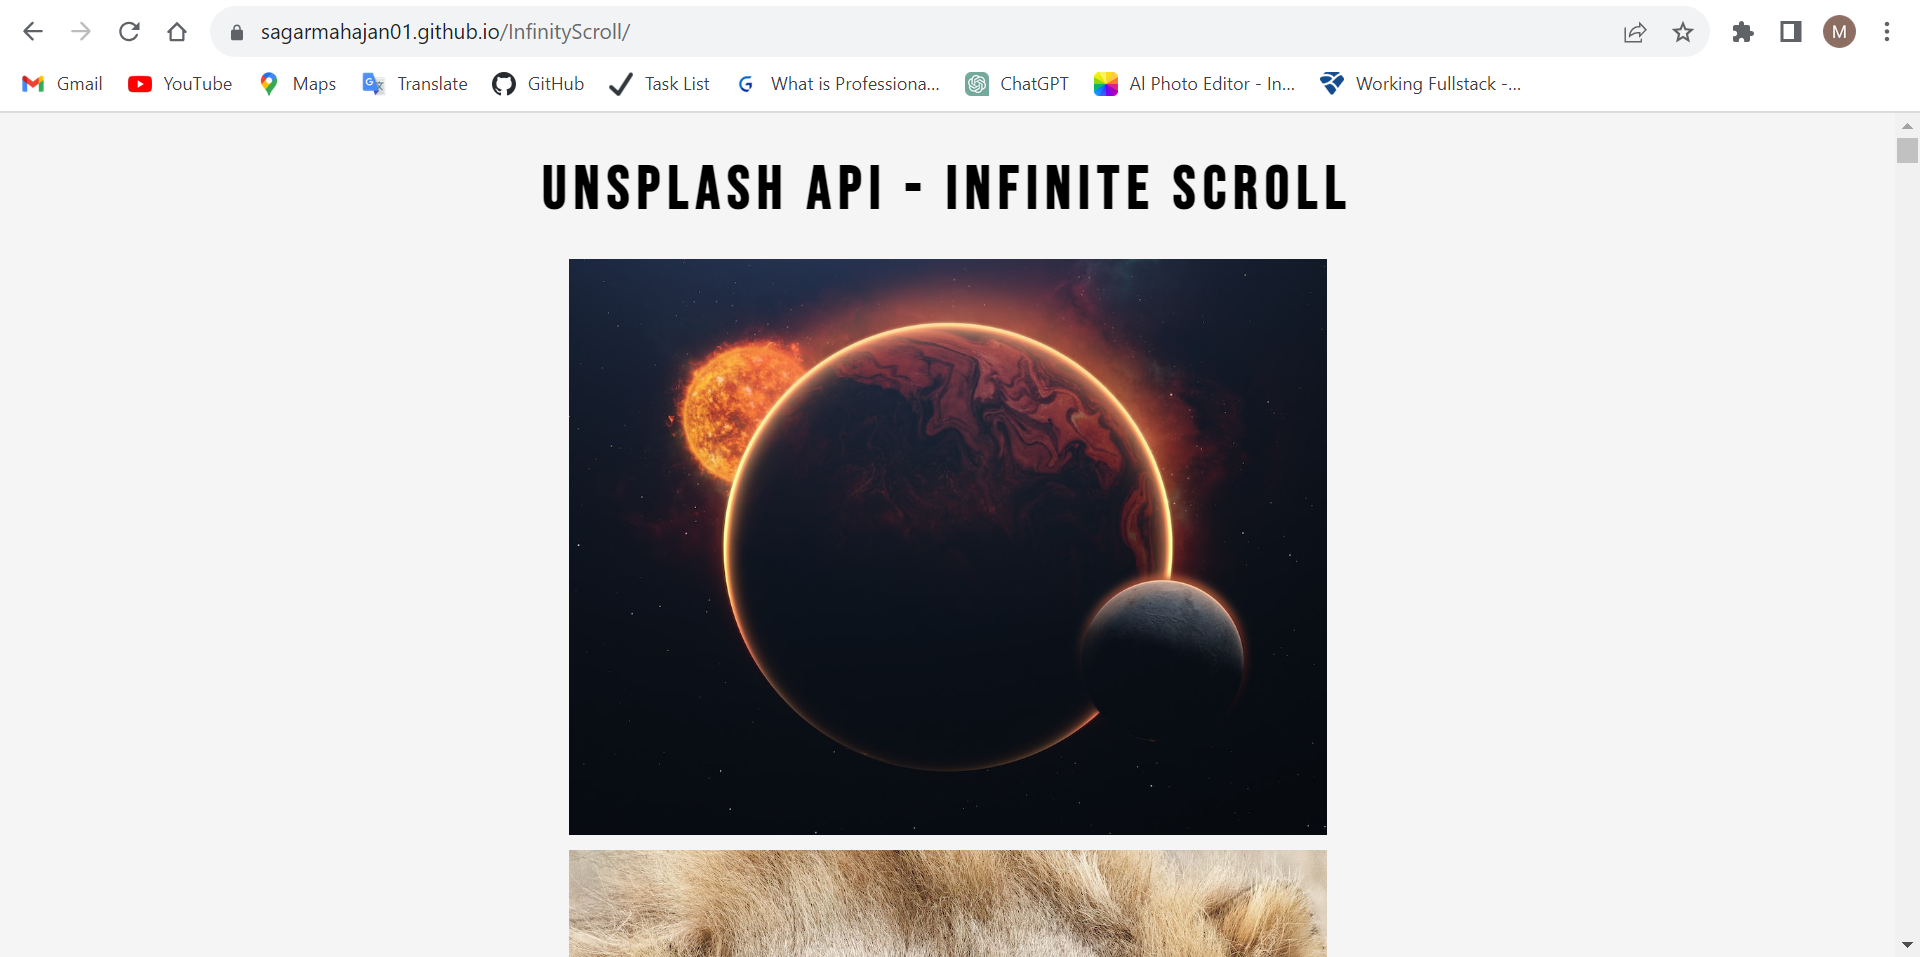 sagarmahajan01.github.io/InfinityScroll/
M
Gmail YouTube Maps Translate GitHub Task List What is Professiona... ChatGPT AI Photo Editor - In... Working Fullstack -...
UNSPLASH API - INFINITE SCROLL